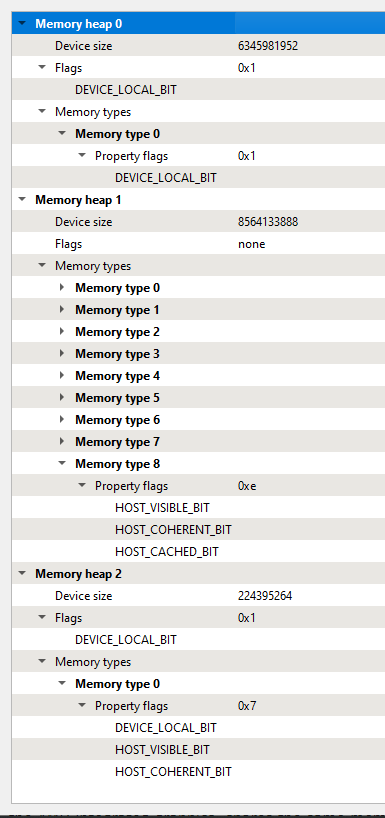 Memory heap 0
Device size 6345981952
Flags 0x1
DEVICE_LOCAL_BIT
Memory types
Memory type 0
Property flags 0x1
DEVICE_LOCAL_BIT
Memory heap 1
Device size 8564133888
Flags none
Memory types
Memory type 0
Memory type 1
Memory type 2
Memory type 3
Memory type 4
Memory type 5
Memory type 6
Memory type 7
Memory type 8
Property flags 0xe
HOST_VISIBLE_BIT
HOST_COHERENT_BIT
HOST_CACHED_BIT
Memory heap 2
Device size 224395264
Flags 0x1
DEVICE_LOCAL_BIT
Memory types
Memory type 0
Property flags 0x7
DEVICE_LOCAL_BIT
HOST_VISIBLE_BIT
HOST_COHERENT_BIT